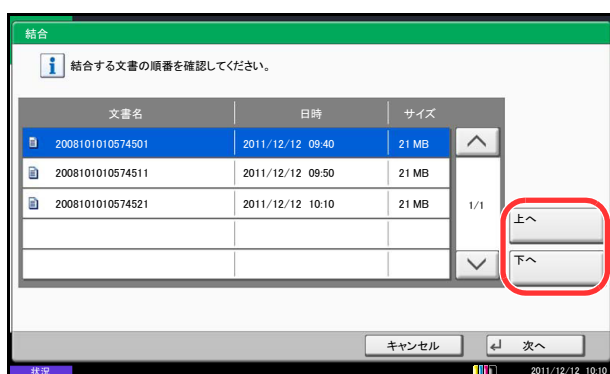 結合
結合する文書の順番を確認してください。
文書名 日時 サイズ
2008101010574501 2011/12/12 09:40 21 MB
2008101010574511 2011/12/12 09:50 21 MB
2008101010574521 2011/12/12 10:10 21 MB
1/1
上へ
下へ
キャンセル 次へ
状況 2011/12/12 10:10